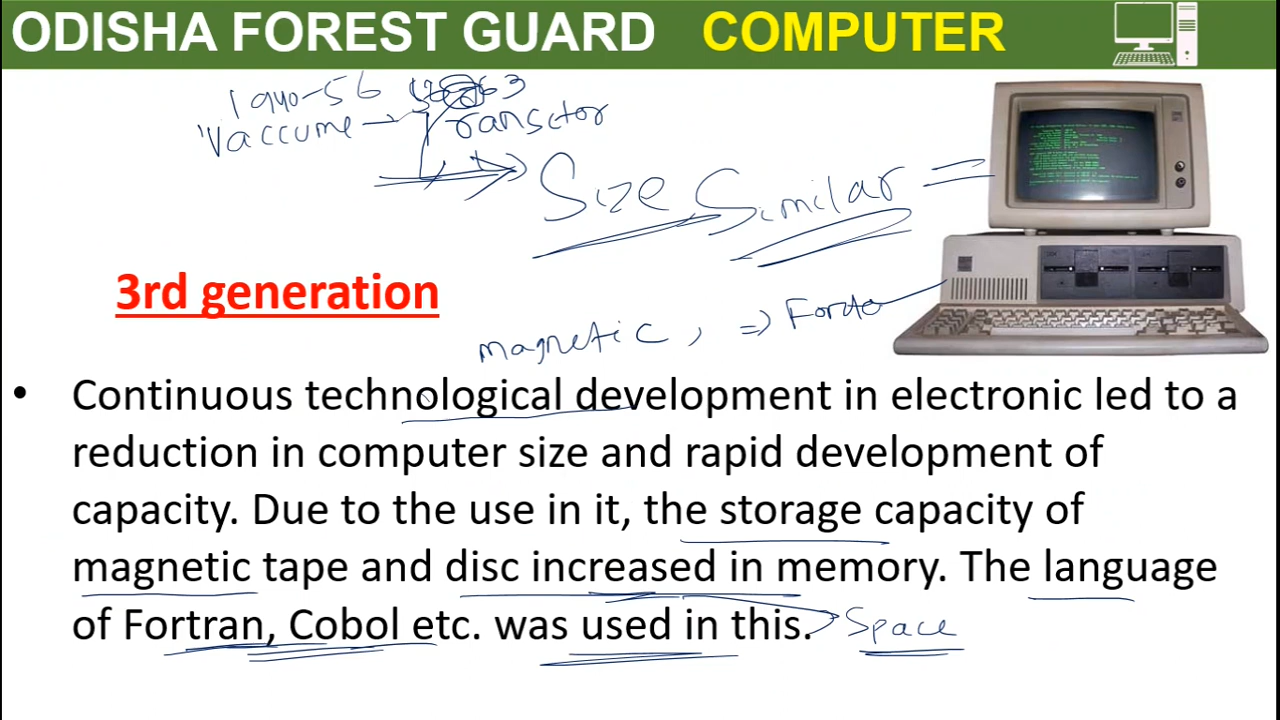 ODISHA FOREST GUARD COMPUTER
1940-56
Vaccume Transctor
Size Similar
3rd generation
magnetic, => Forda
• Continuous technological development in electronic led to a
reduction in computer size and rapid development of
capacity. Due to the use in it, the storage capacity of
magnetic tape and disc increased in memory. The language
of Fortran, Cobol etc. was used in this. Space